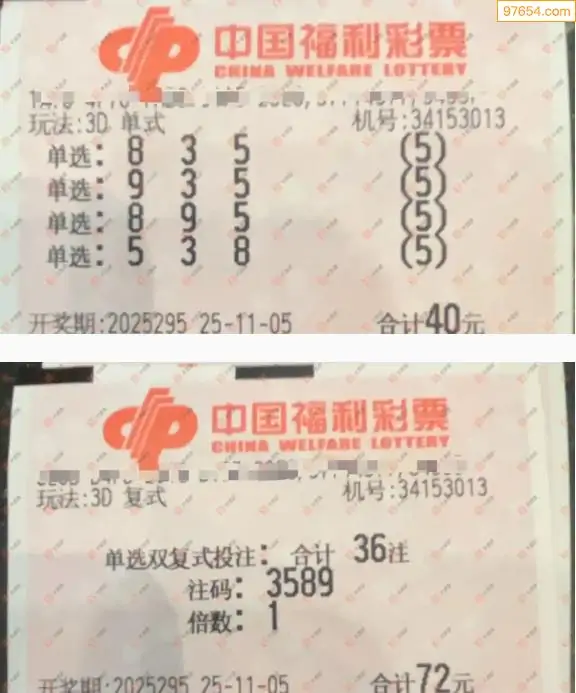 97654.com
中国福利彩票
CHINA WELFARE LOTTERY
玩法:3D 单式 机号:34153013
单选: 8 3 5 (5)
单选: 9 3 5 (5)
单选: 8 9 5 (5)
单选: 5 3 8 (5)
开奖期:2025295 25-11-05 合计40元
中国福利彩票
CHINA WELFARE LOTTERY
玩法:3D 复式 机号:34153013
单选双复式投注: 合计 36注
注码: 3589
倍数: 1
开奖期:2025295 25-11-05 合计72元